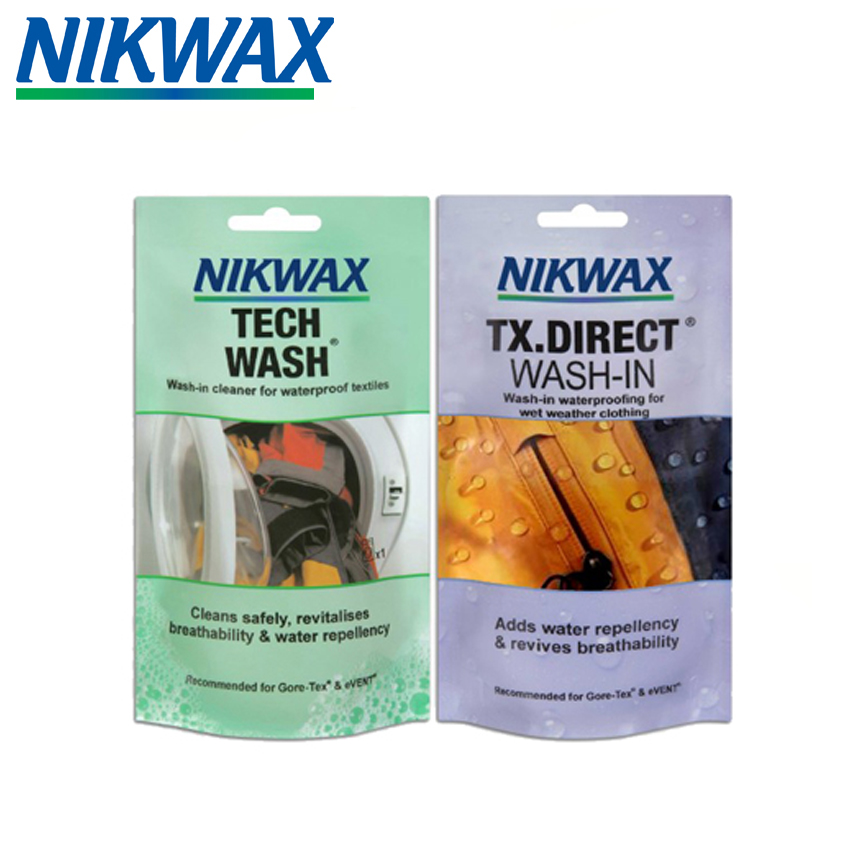 NIKWAX
NIKWAX
TECH
WASH®
Wash-in cleaner for waterproof textiles
x1
Cleans safely, revitalises
breathability & water repellency
Recommended for Gore-Tex® & eVENT®
NIKWAX
TX.DIRECT®
WASH-IN
Wash-in waterproofing for
wet weather clothing
Adds water repellency
& revives breathability
Recommended for Gore-Tex® & eVENT®